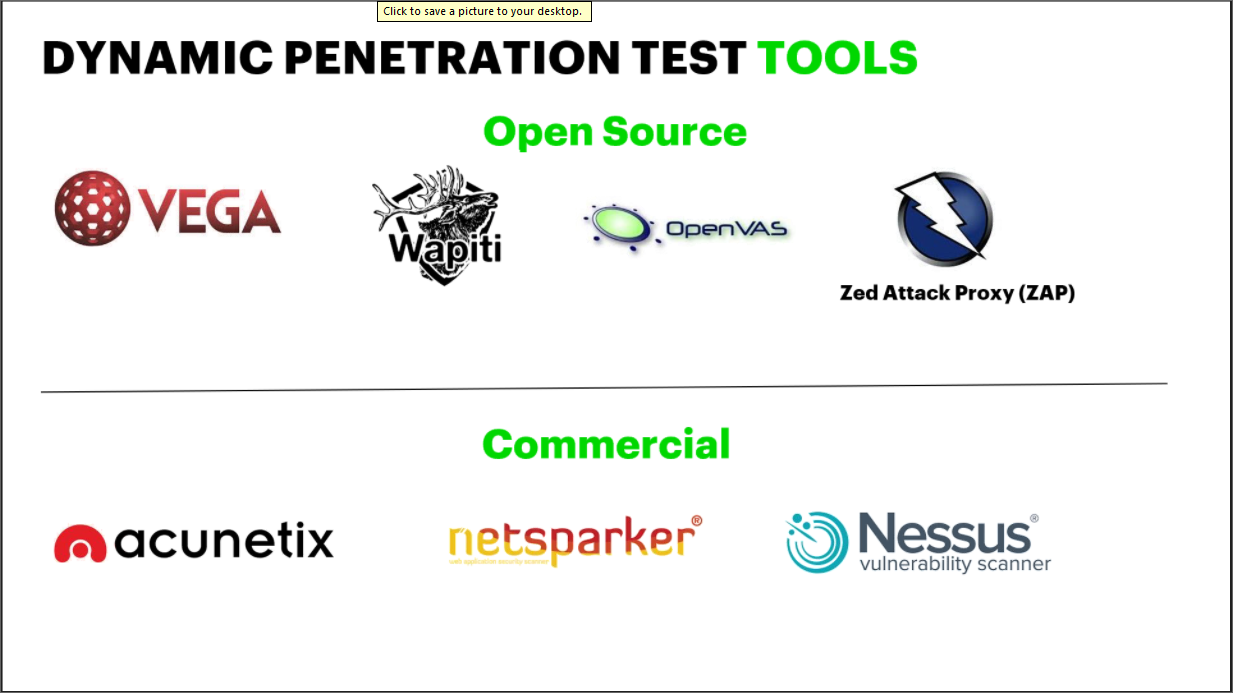 Click to save a picture to your desktop.
DYNAMIC PENETRATION TEST TOOLS
Open Source
VEGA
Wapiti
OpenVAS
Zed Attack Proxy (ZAP)
Commercial
acunetix
netsparker®
web application security scanner
Nessus®
vulnerability scanner